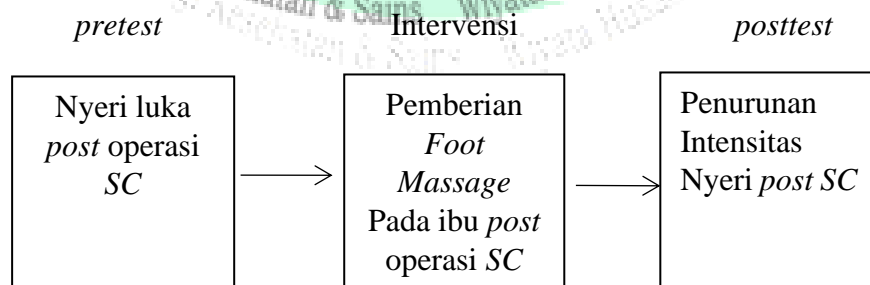 pretest
Intervensi
posttest
Nyeri luka
post operasi
SC
Pemberian
Foot
Massage
Pada ibu post
operasi SC
Penurunan
Intensitas
Nyeri post SC